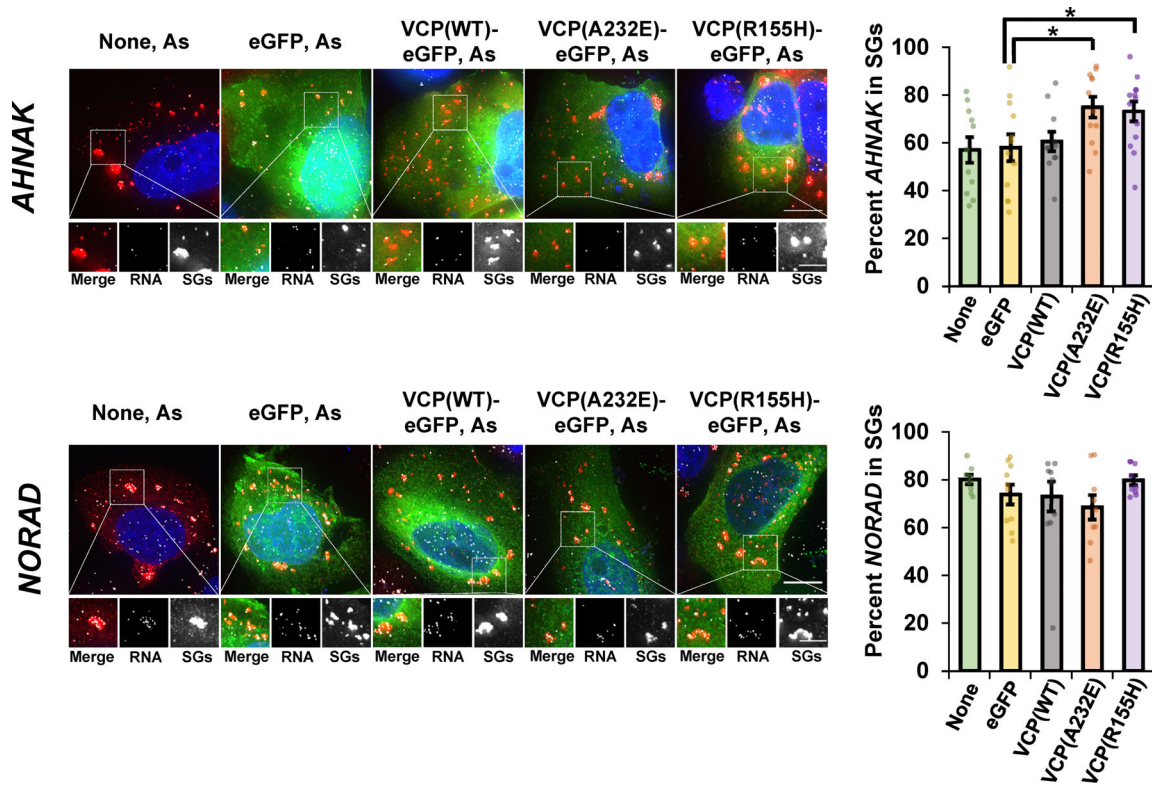 None, As
eGFP, As
VCP(WT)-
eGFP, As
VCP(A232E)-
eGFP, As
VCP(R155H)-
eGFP, As
AHNAK
Merge RNA SGs Merge RNA SGs Merge RNA SGs Merge RNA SGs Merge RNA SGs
Percent AHNAK in SGs
100
80
60
40
20
0
*
*
None
eGFP
VCP(WT)
VCP(A232E)
VCP(R155H)
None, As
eGFP, As
VCP(WT)-
eGFP, As
VCP(A232E)-
eGFP, As
VCP(R155H)-
eGFP, As
NORAD
Merge RNA SGs Merge RNA SGs Merge RNA SGs Merge RNA SGs Merge RNA SGs
Percent NORAD in SGs
100
80
60
40
20
0
None
eGFP
VCP(WT)
VCP(A232E)
VCP(R155H)